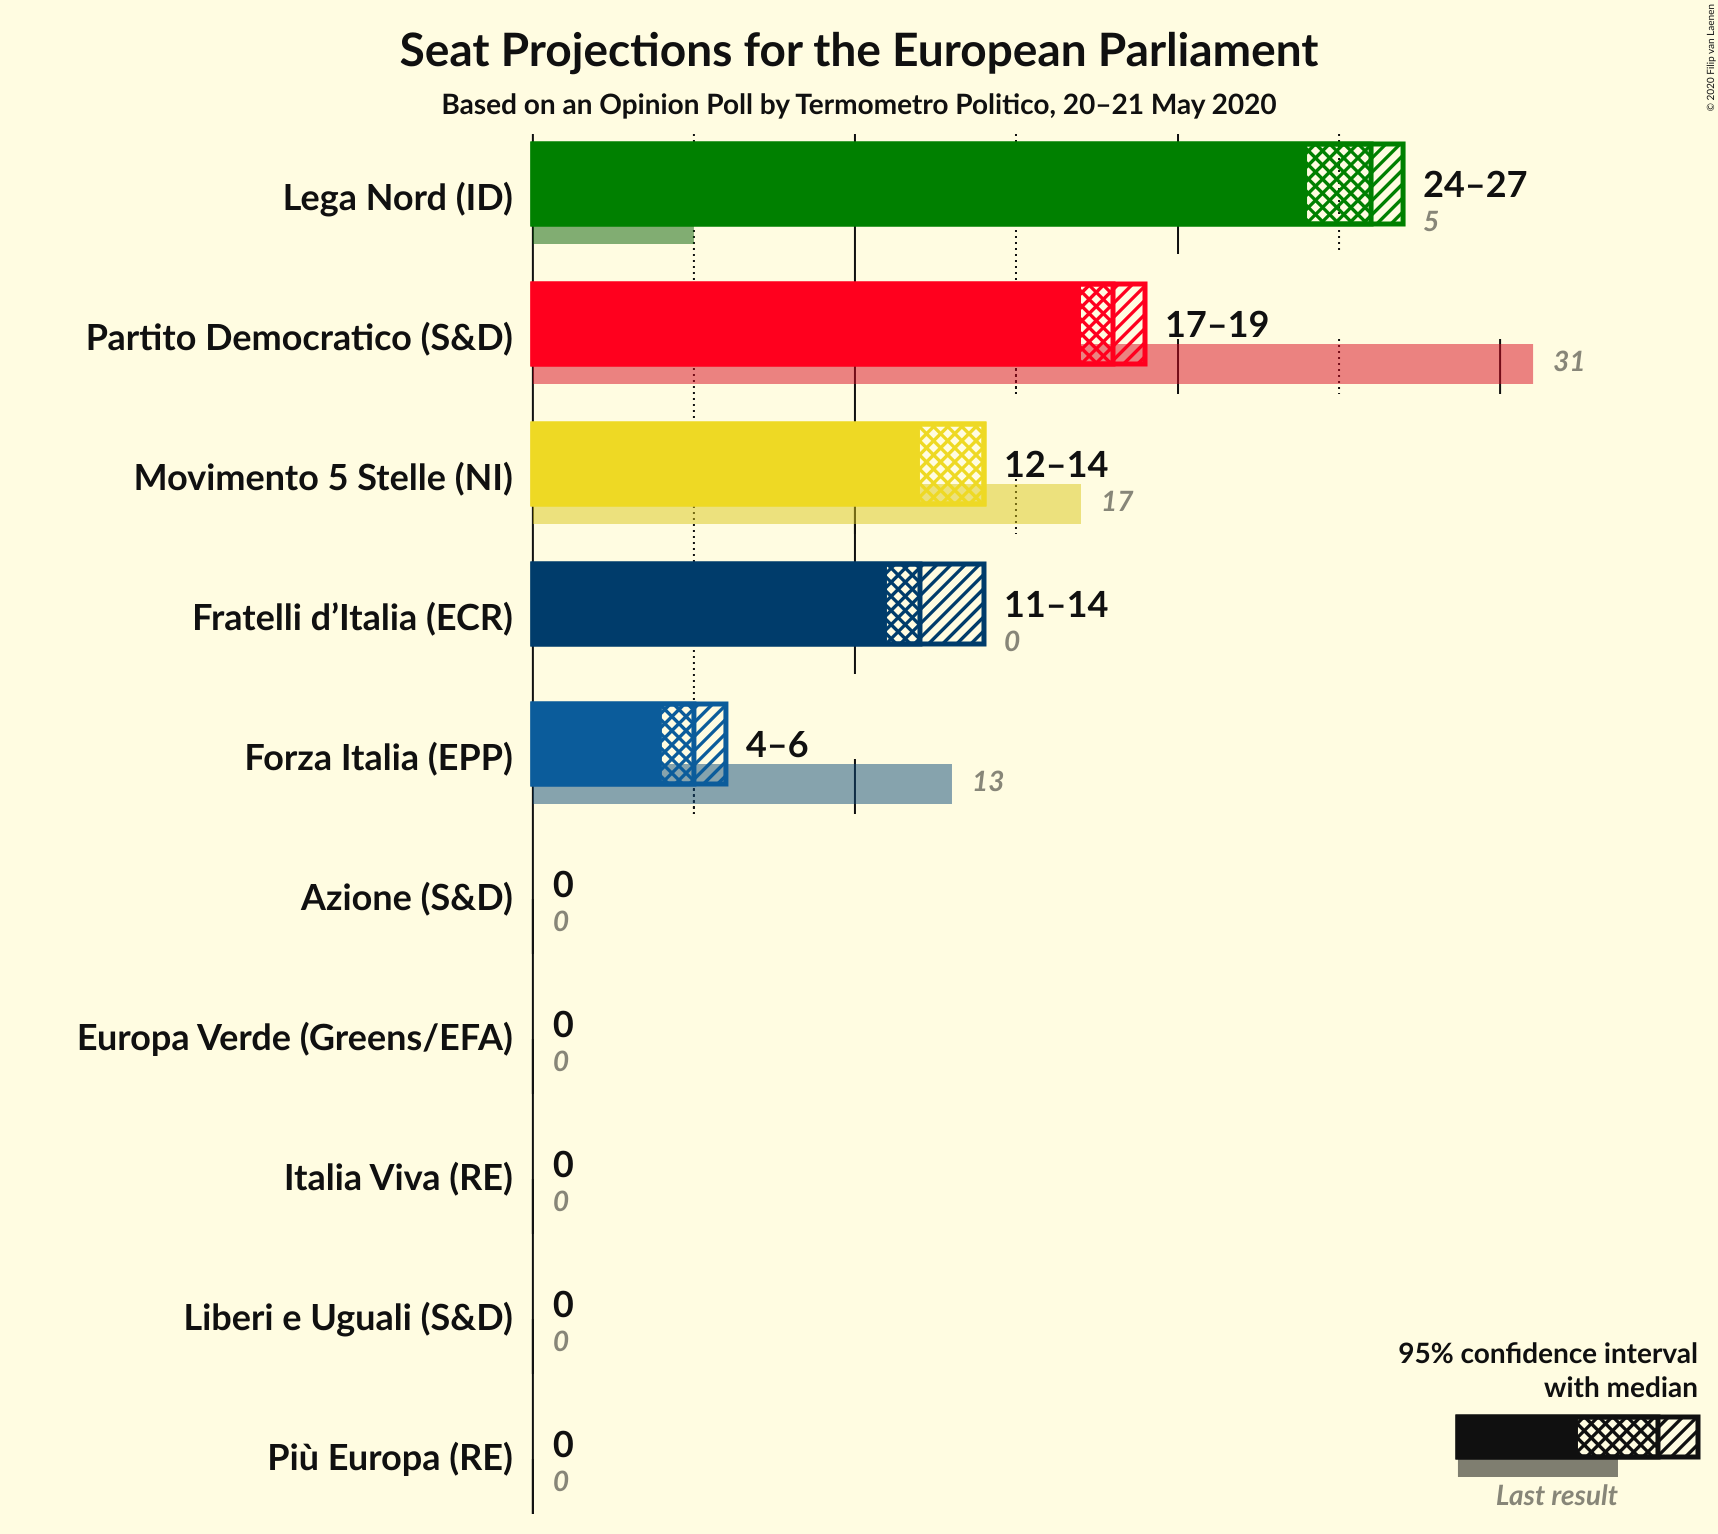 Seat Projections for the European Parliament
Based on an Opinion Poll by Termometro Politico, 20–21 May 2020
© 2020 Filip van Laenen
Lega Nord (ID)
24–27
5
Partito Democratico (S&D)
17–19
31
Movimento 5 Stelle (NI)
12–14
17
Fratelli d’Italia (ECR)
11–14
0
Forza Italia (EPP)
4–6
13
Azione (S&D)
0
0
Europa Verde (Greens/EFA)
0
0
Italia Viva (RE)
0
0
Liberi e Uguali (S&D)
0
0
Più Europa (RE)
0
0
95% confidence interval
with median
Last result